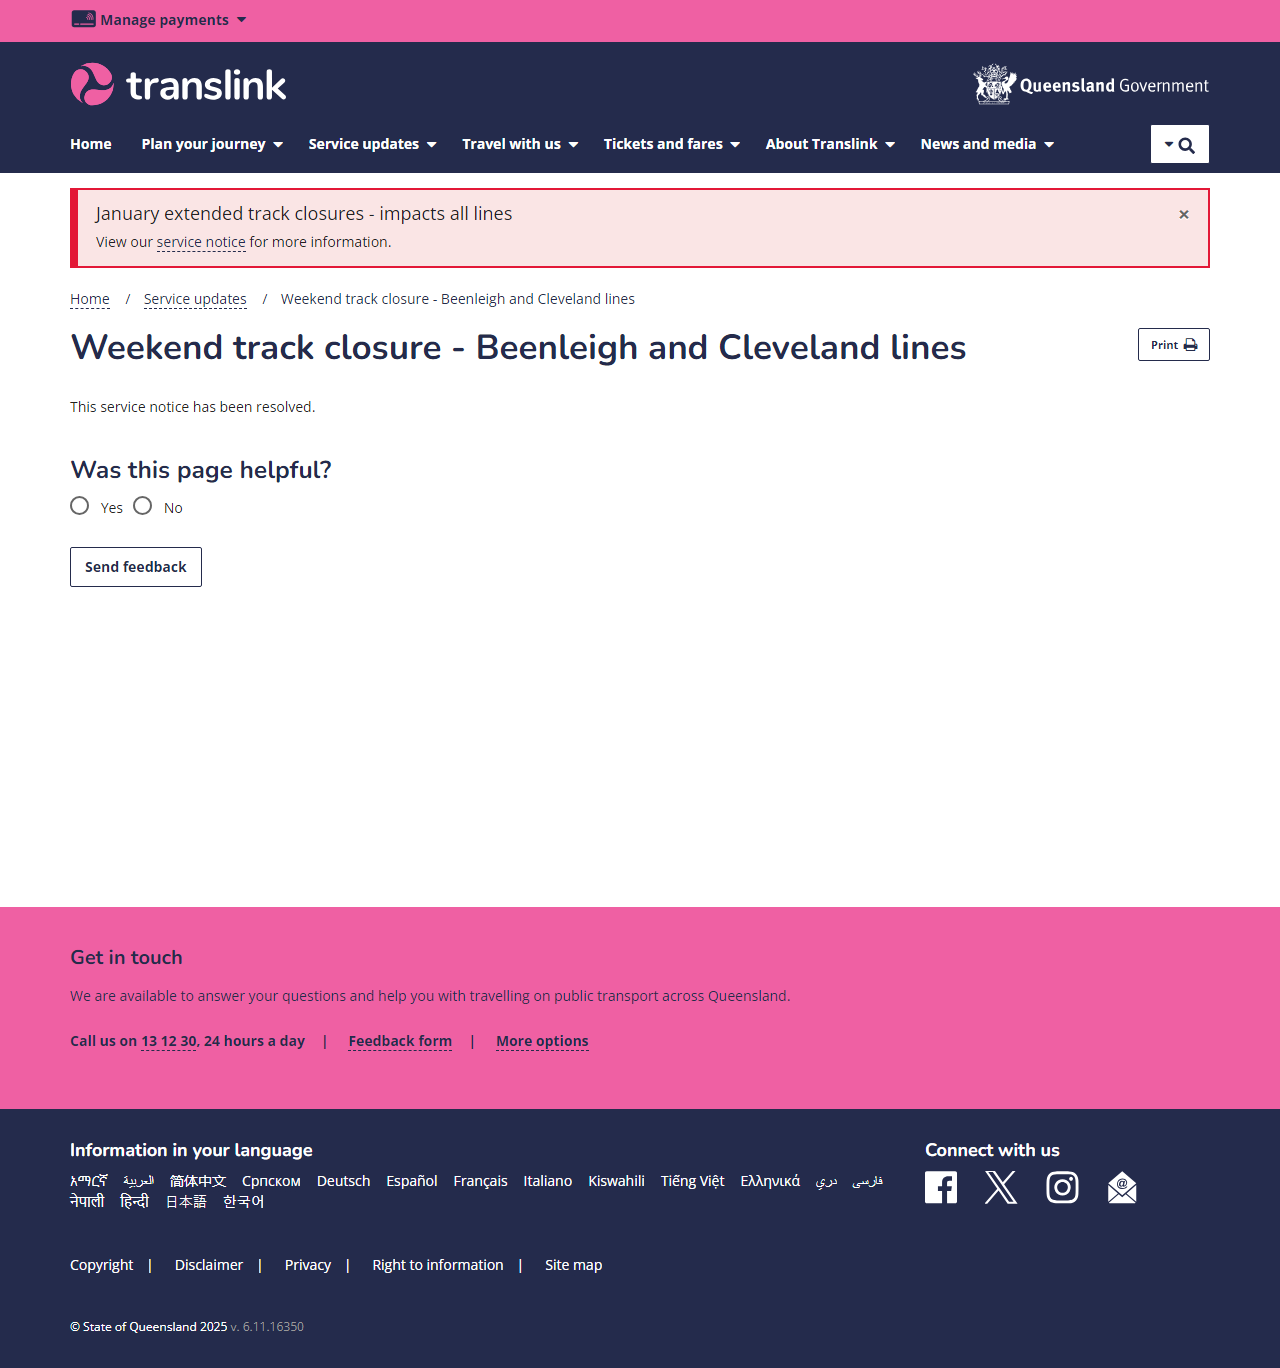 Manage payments
translink
Queensland Government
Home Plan your journey Service updates Travel with us Tickets and fares About Translink News and media
January extended track closures - impacts all lines ×
View our service notice for more information.
Home / Service updates / Weekend track closure - Beenleigh and Cleveland lines
Weekend track closure - Beenleigh and Cleveland lines
Print
This service notice has been resolved.
Was this page helpful?
Yes No
Send feedback
Get in touch
We are available to answer your questions and help you with travelling on public transport across Queensland.
Call us on 13 12 30, 24 hours a day | Feedback form | More options
Information in your language
አማርኛ العربية 简体中文 Српском Deutsch Español Français Italiano Kiswahili Tiếng Việt Ελληνικά دري فارسی
नेपाली हिन्दी 日本語 한국어
Connect with us
Copyright | Disclaimer | Privacy | Right to information | Site map
© State of Queensland 2025 v. 6.11.16350